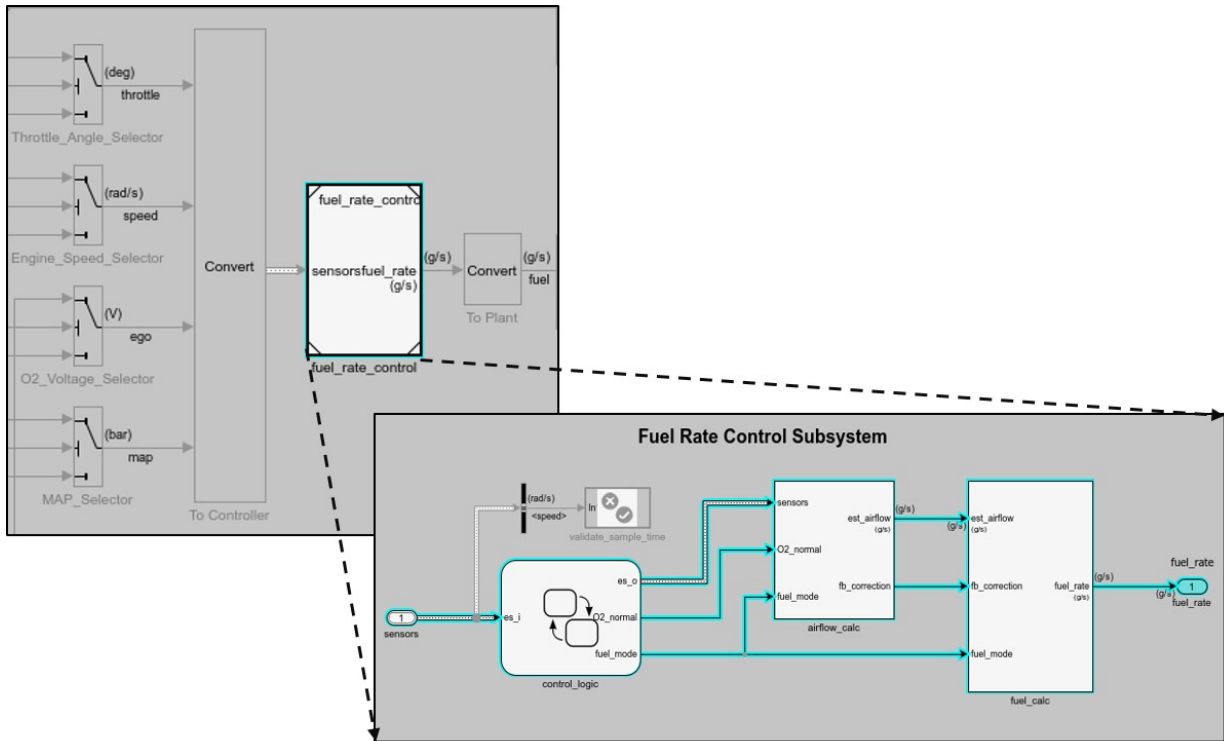 (deg)
throttle
Throttle_Angle_Selector
(rad/s)
speed
Engine_Speed_Selector
(V)
ego
O2_Voltage_Selector
(bar)
map
MAP_Selector
Convert
To Controller
fuel_rate_contro
sensorsfuel_rate
(g/s)
fuel_rate_control
(g/s)
Convert
To Plant
(g/s)
fuel
Fuel Rate Control Subsystem
1
sensors
(rad/s)
<speed>
In
validate_sample_time
es_i
es_o
O2_normal
fuel_mode
control_logic
sensors
O2_normal
fuel_mode
est_airflow
(g/s)
fb_correction
airflow_calc
(g/s)
(g/s)
est_airflow
(g/s)
fb_correction
fuel_mode
fuel_rate
(g/s)
fuel_calc
(g/s)
(g/s)
fuel_rate
1
fuel_rate